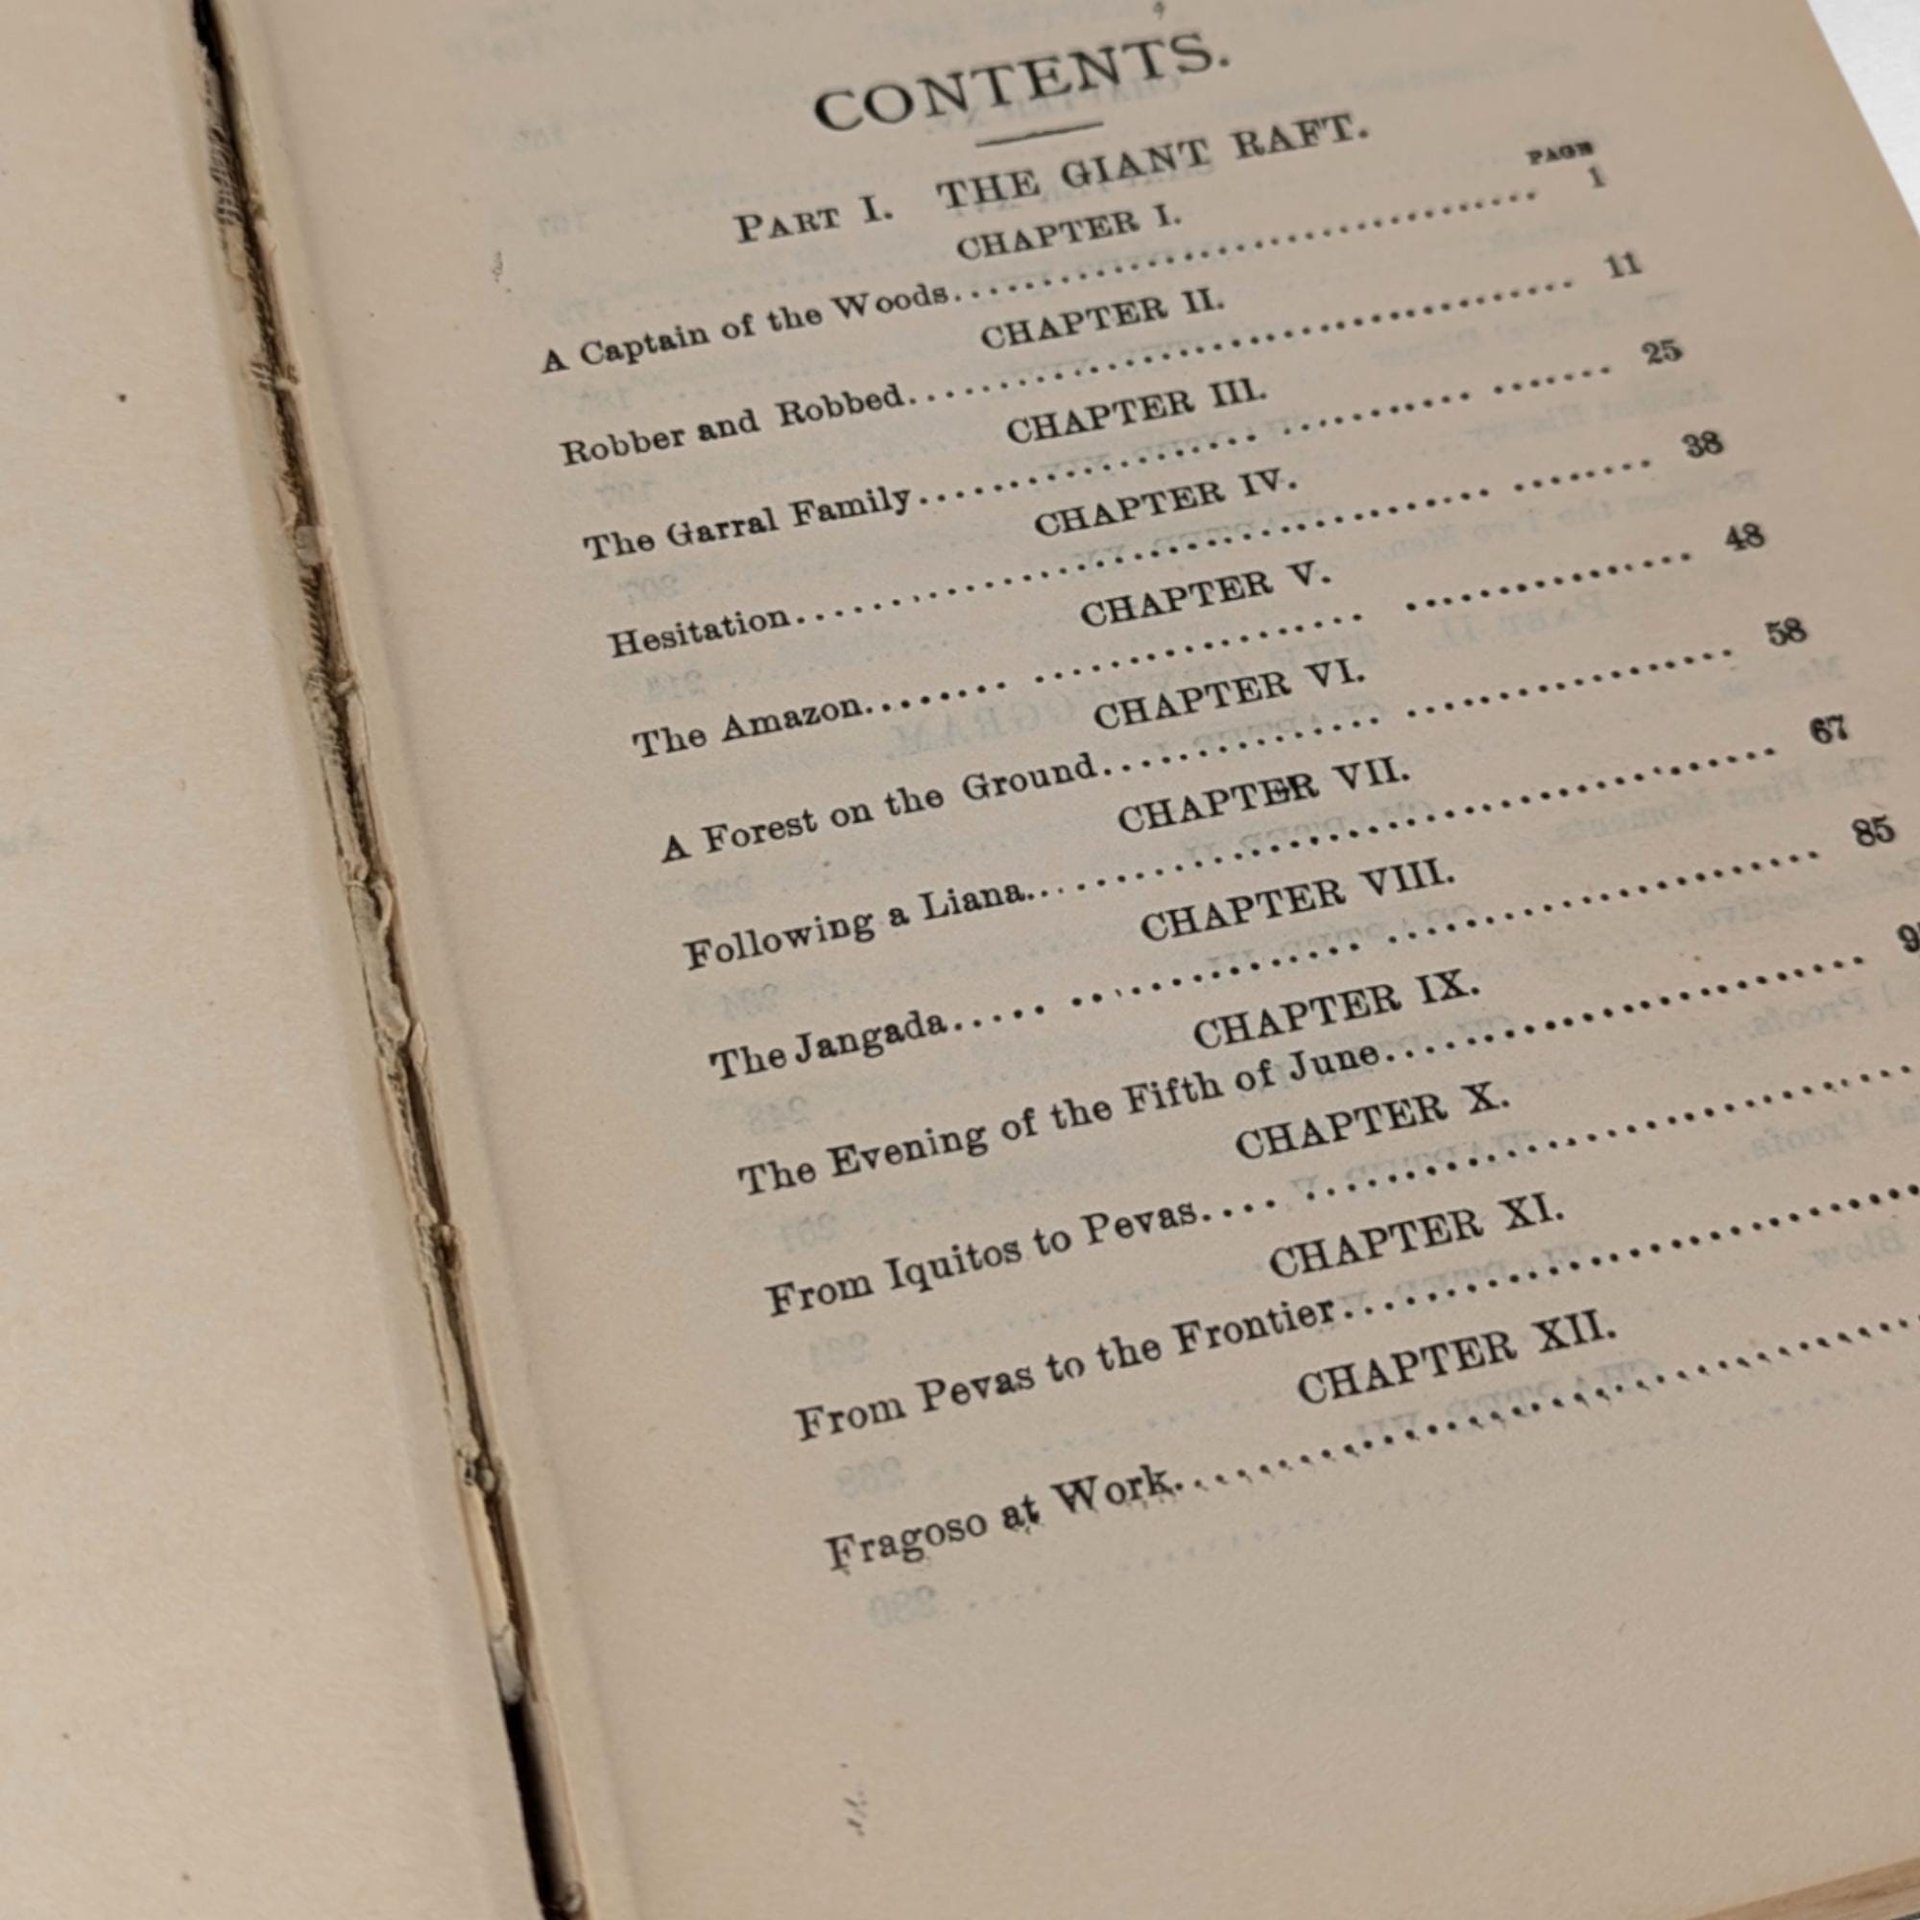 CONTENTS.
PART I. THE GIANT RAFT.
PAGE
CHAPTER I.
A Captain of the Woods........................................ 1
CHAPTER II.
Robber and Robbed........................................ 11
CHAPTER III.
The Garral Family........................................ 25
CHAPTER IV.
Hesitation........................................ 38
CHAPTER V.
The Amazon........................................ 48
CHAPTER VI.
A Forest on the Ground........................................ 58
CHAPTER VII.
Following a Liana........................................ 67
CHAPTER VIII.
The Jangada........................................ 85
CHAPTER IX.
The Evening of the Fifth of June........................................
CHAPTER X.
From Iquitos to Pevas........................................
CHAPTER XI.
From Pevas to the Frontier........................................
CHAPTER XII.
Fragoso at Work........................................